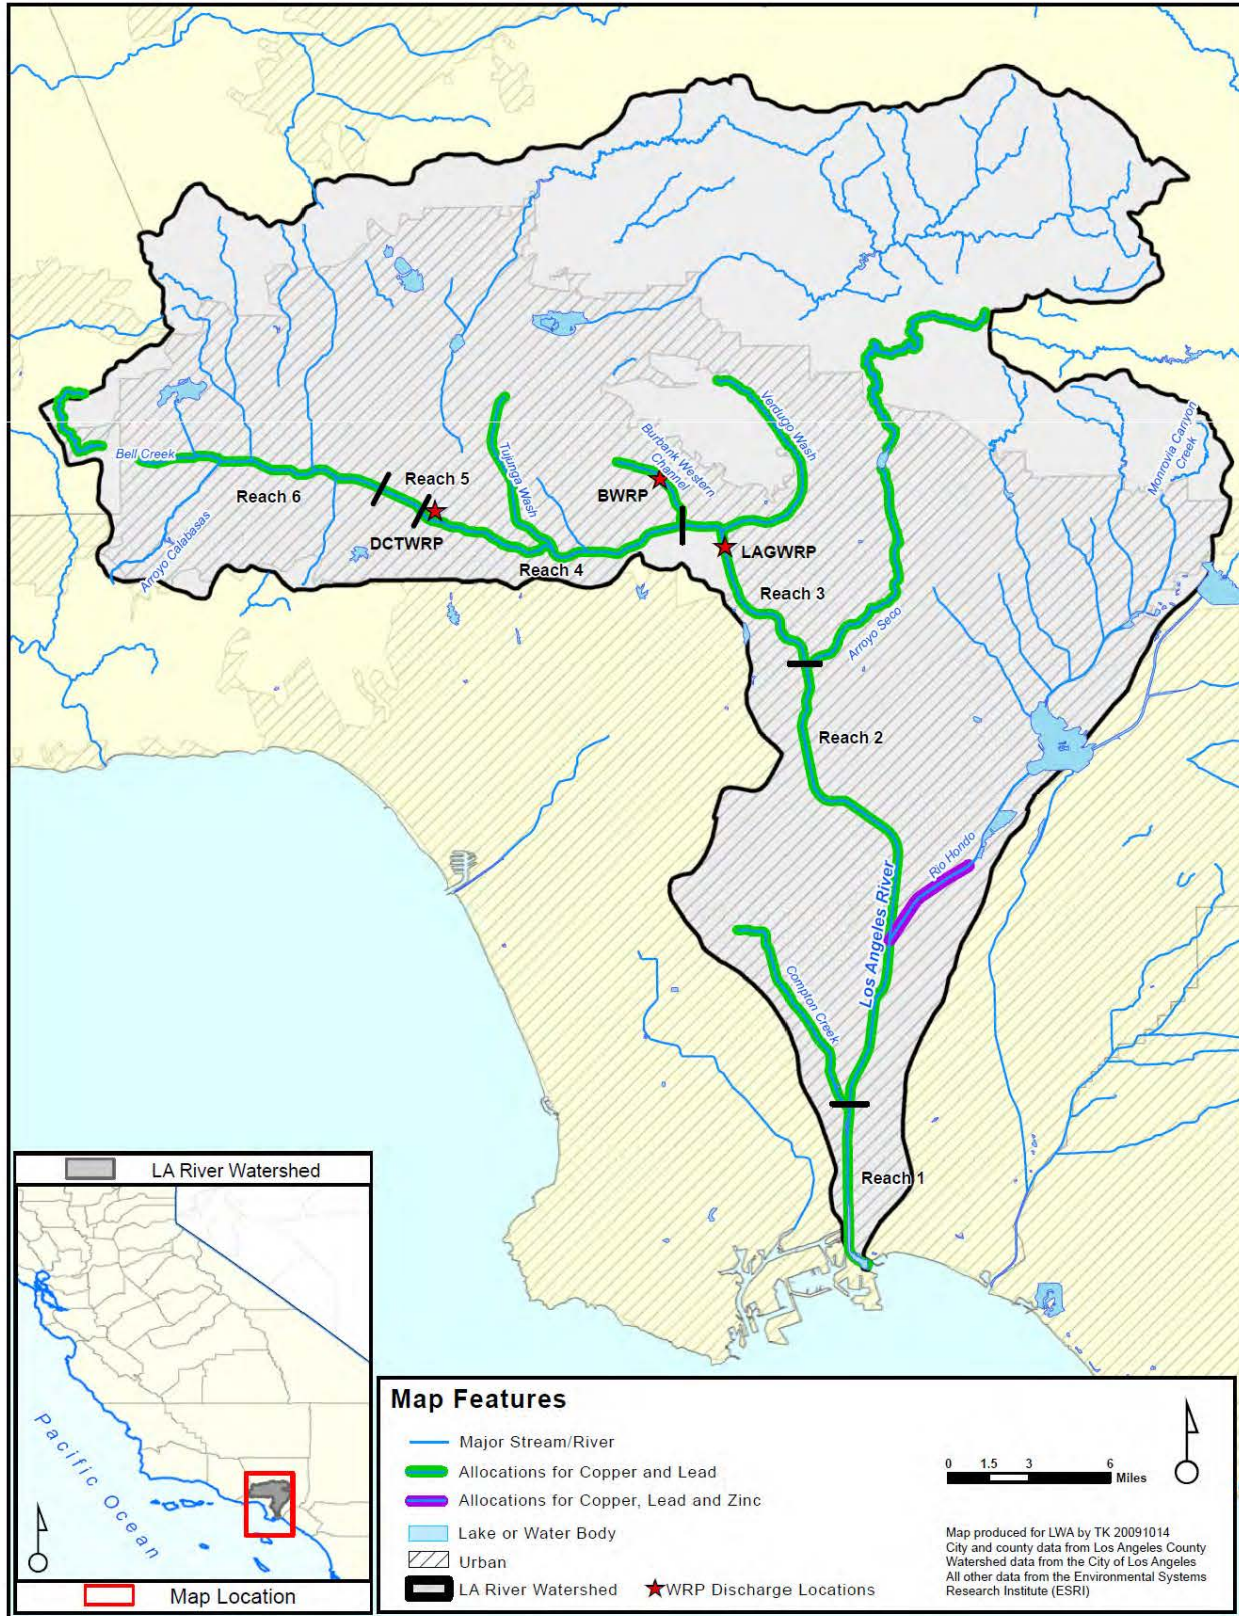 Verdugo Wash
Monrovia Canyon
Creek
Burbank Western
Channel
Tujunga Wash
Bell Creek
Reach 5
Reach 6
BWRP
DCTWRP
LAGWRP
Arroyo Calabasas
Reach 4
Reach 3
Arroyo Seco
Reach 2
Rio Hondo
Los Angeles River
Compton Creek
Reach 1
LA River Watershed
Pacific Ocean
Map Location
Map Features
Major Stream/River
Allocations for Copper and Lead
Allocations for Copper, Lead and Zinc
Lake or Water Body
Urban
LA River Watershed
WRP Discharge Locations
0 1.5 3 6
Miles
Map produced for LWA by TK 20091014
City and county data from Los Angeles County
Watershed data from the City of Los Angeles
All other data from the Environmental Systems
Research Institute (ESRI)